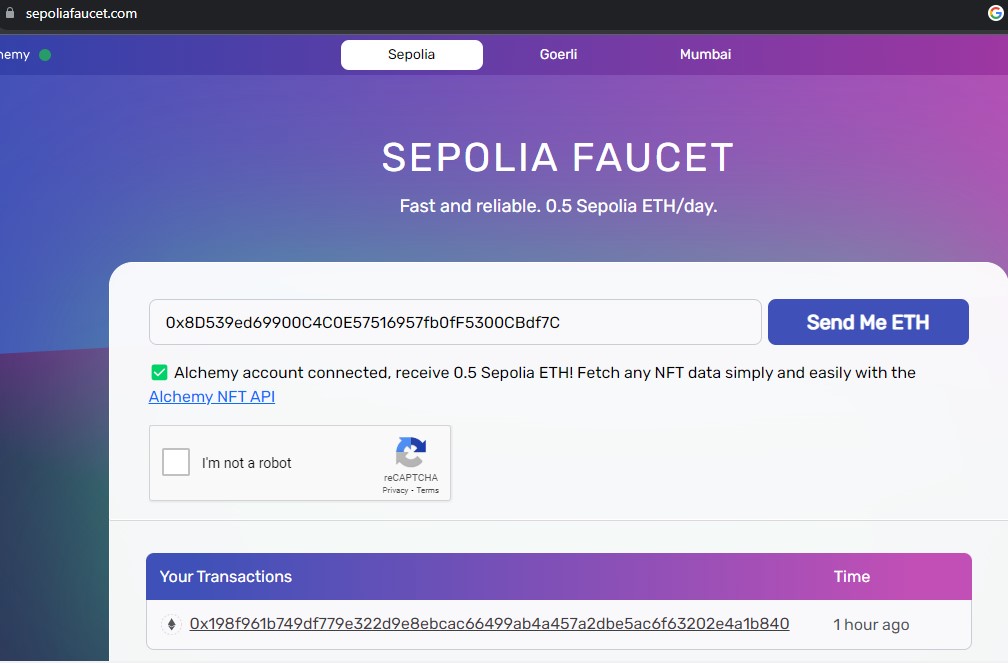 sepoliafaucet.com
hemy
Sepolia Goerli Mumbai
SEPOLIA FAUCET
Fast and reliable. 0.5 Sepolia ETH/day.
0x8D539ed69900C4C0E57516957fb0fF5300CBdf7C Send Me ETH
Alchemy account connected, receive 0.5 Sepolia ETH! Fetch any NFT data simply and easily with the
Alchemy NFT API
I'm not a robot
reCAPTCHA
Privacy - Terms
Your Transactions Time
0x198f961b749df779e322d9e8ebcac66499ab4a457a2dbe5ac6f63202e4a1b840 1 hour ago